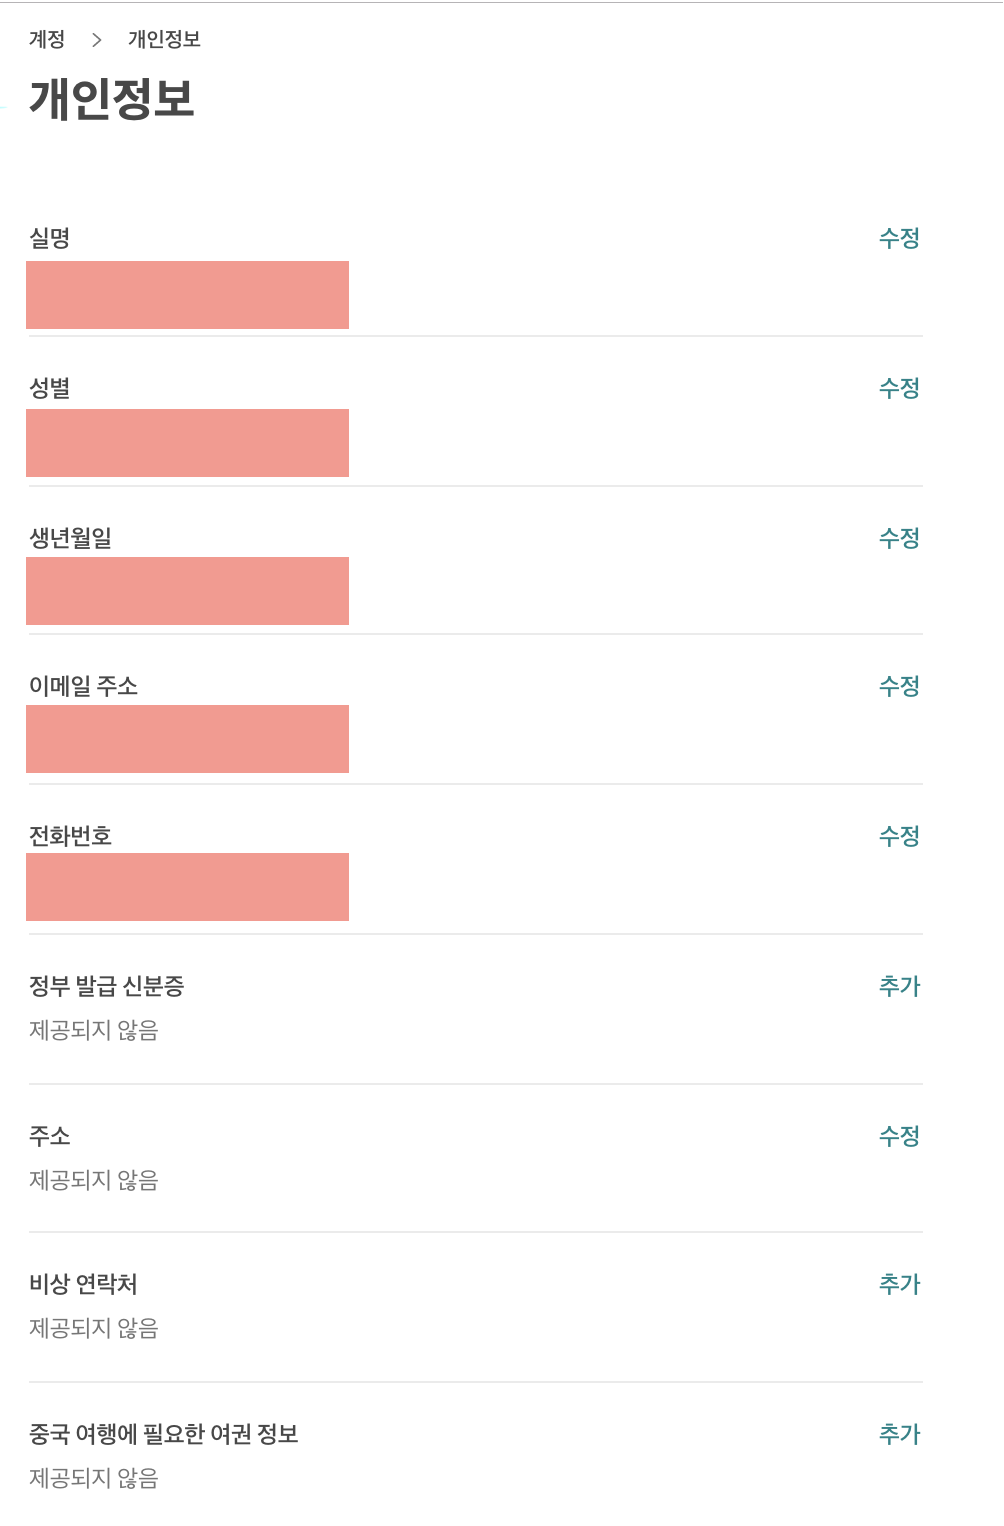 계정 > 개인정보
개인정보
실명 수정
성별 수정
생년월일 수정
이메일 주소 수정
전화번호 수정
정부 발급 신분증 추가
제공되지 않음
주소 수정
제공되지 않음
비상 연락처 추가
제공되지 않음
중국 여행에 필요한 여권 정보 추가
제공되지 않음